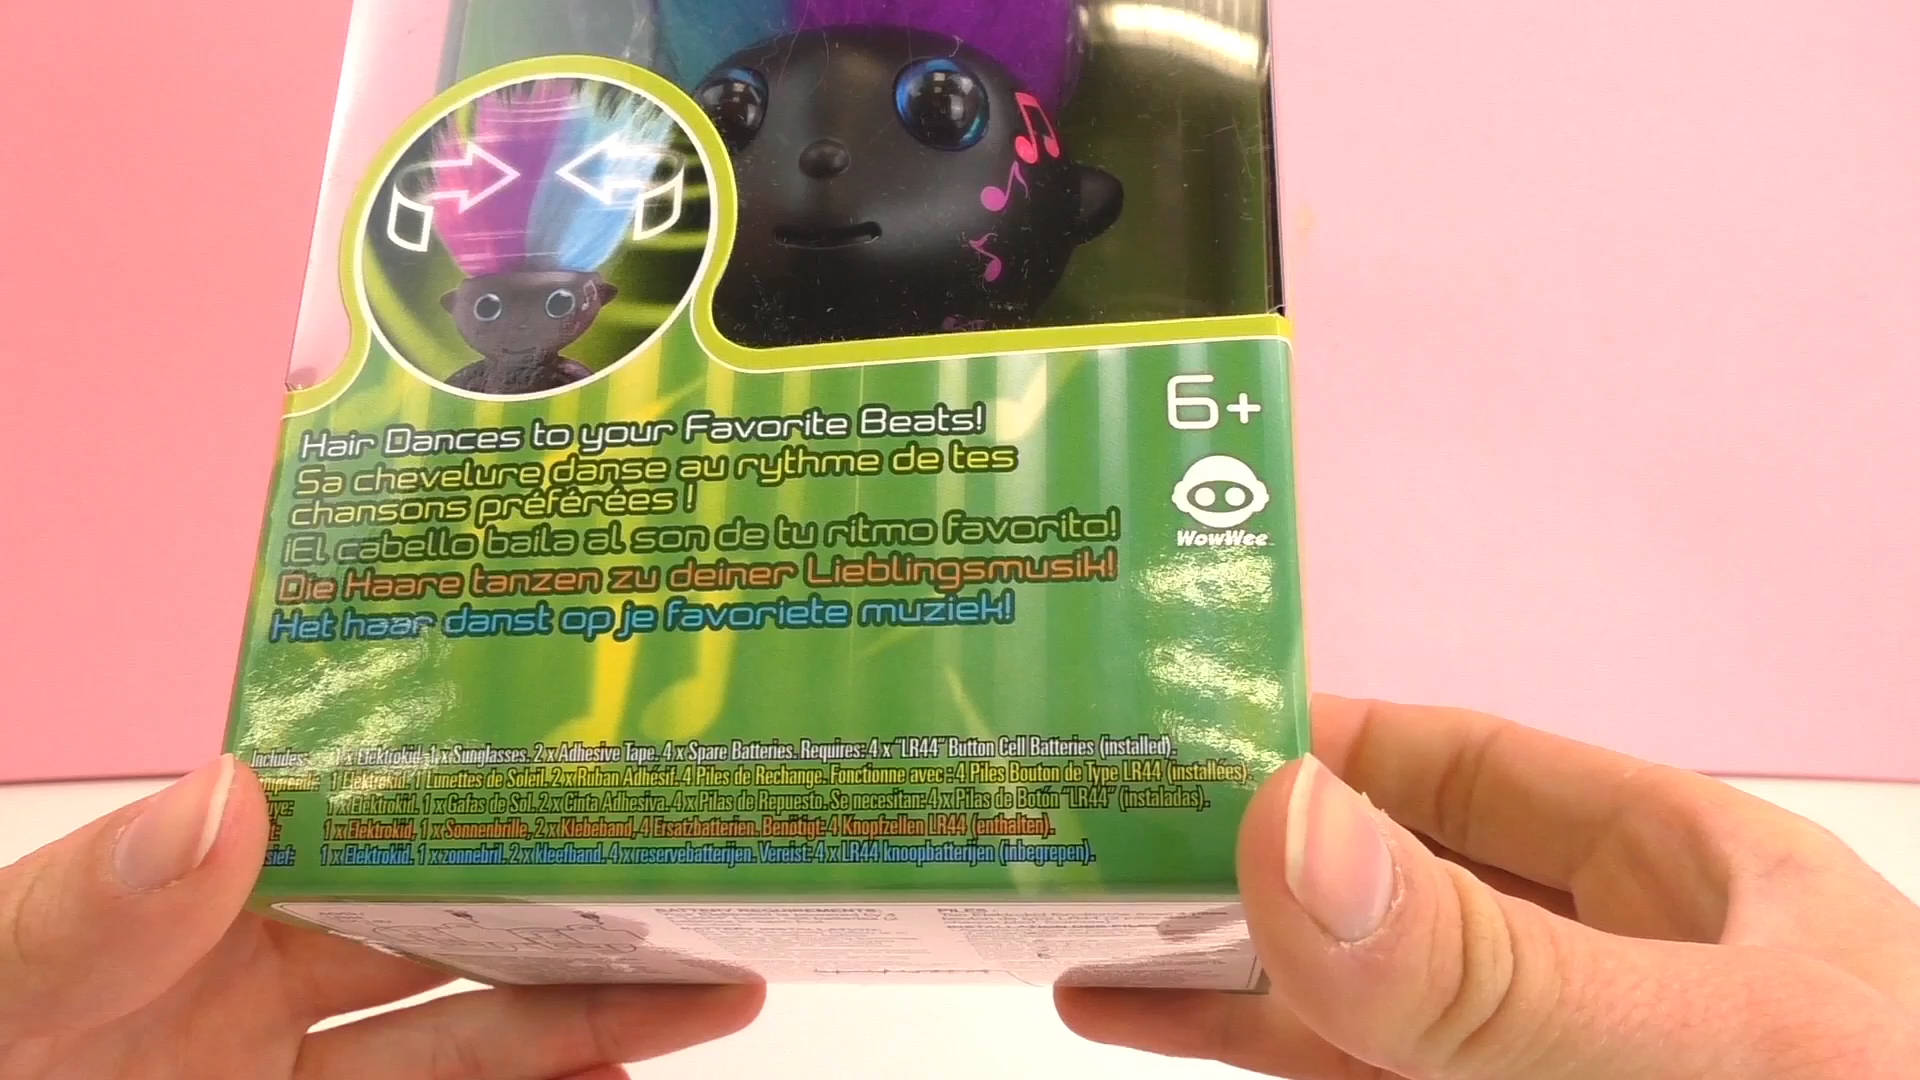 6+
WowWee
Hair Dances to your Favorite Beats!
Sa chevelure danse au rythme de tes
chansons préférées !
¡El cabello baila al son de tu ritmo favorito!
Die Haare tanzen zu deiner Lieblingsmusik!
Het haar danst op je favoriete muziek!
Includes: 1 x Elektrokid, 1 x Sunglasses. 2 x Adhesive Tape. 4 x Spare Batteries. Requires: 4 x "LR44" Button Cell Batteries (installed).
1 Elektrokid. 1 Lunettes de Soleil. 2 x Ruban Adhésif. 4 Piles de Rechange. Fonctionne avec : 4 Piles Bouton de Type LR44 (installées).
1 x Elektrokid. 1 x Gafas de Sol. 2 x Cinta Adhesiva. 4 x Pilas de Repuesto. Se necesitan: 4 x Pilas de Botón "LR44" (instaladas).
1 x Elektrokid, 1 x Sonnenbrille, 2 x Klebeband, 4 Ersatzbatterien. Benötigt: 4 Knopfzellen LR44 (enthalten).
1 x Elektrokid. 1 x zonnebril. 2 x kleefband. 4 x reservebatterijen. Vereist: 4 x LR44 knoopbatterijen (inbegrepen).
BATTERY REQUIREMENTS:
PILES :